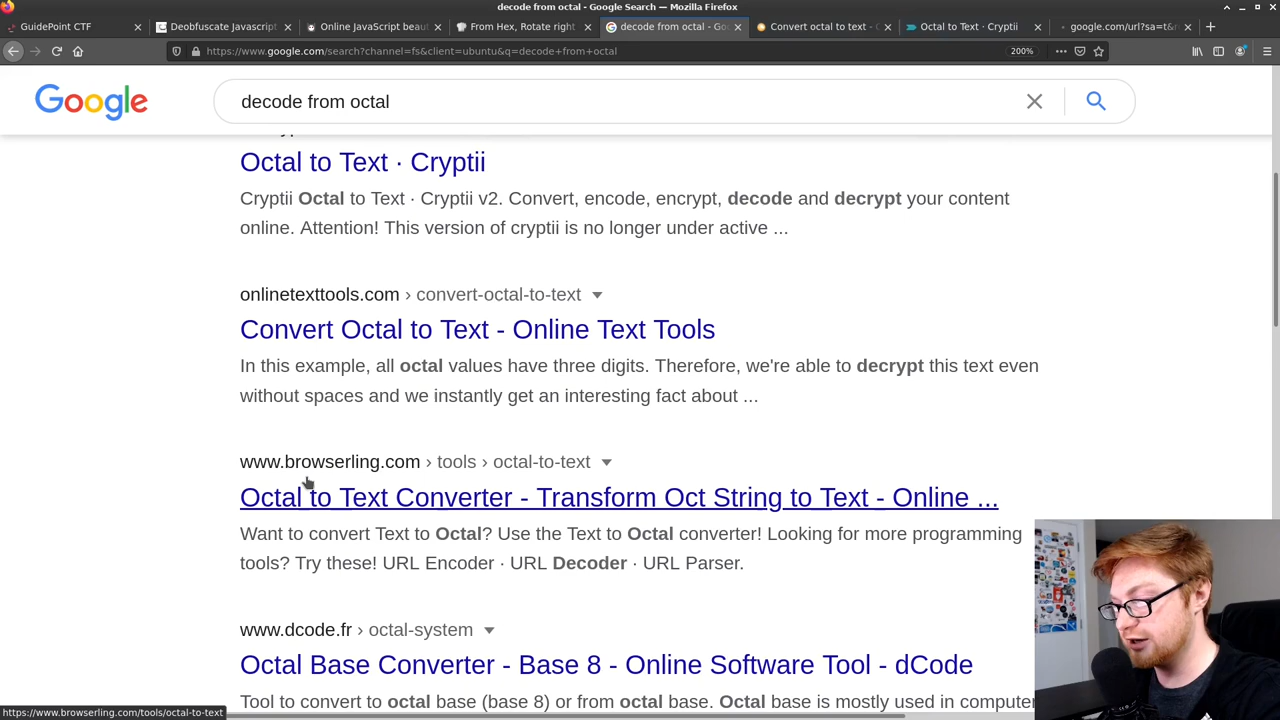 decode from octal - Google Search — Mozilla Firefox
GuidePoint CTF
Deobfuscate Javascript
Online JavaScript beau
From Hex, Rotate right
decode from octal - Goo
Convert octal to text -
Octal to Text · Cryptii
google.com/url?sa=t&r
https://www.google.com/search?channel=fs&client=ubuntu&q=decode+from+octal
200%
Google
decode from octal
Octal to Text · Cryptii
Cryptii Octal to Text · Cryptii v2. Convert, encode, encrypt, decode and decrypt your content
online. Attention! This version of cryptii is no longer under active ...
onlinetexttools.com › convert-octal-to-text
Convert Octal to Text - Online Text Tools
In this example, all octal values have three digits. Therefore, we're able to decrypt this text even
without spaces and we instantly get an interesting fact about ...
www.browserling.com › tools › octal-to-text
Octal to Text Converter - Transform Oct String to Text - Online ...
Want to convert Text to Octal? Use the Text to Octal converter! Looking for more programming
tools? Try these! URL Encoder · URL Decoder · URL Parser.
www.dcode.fr › octal-system
Octal Base Converter - Base 8 - Online Software Tool - dCode
Tool to convert to octal base (base 8) or from octal base. Octal base is mostly used in computer
https://www.browserling.com/tools/octal-to-text